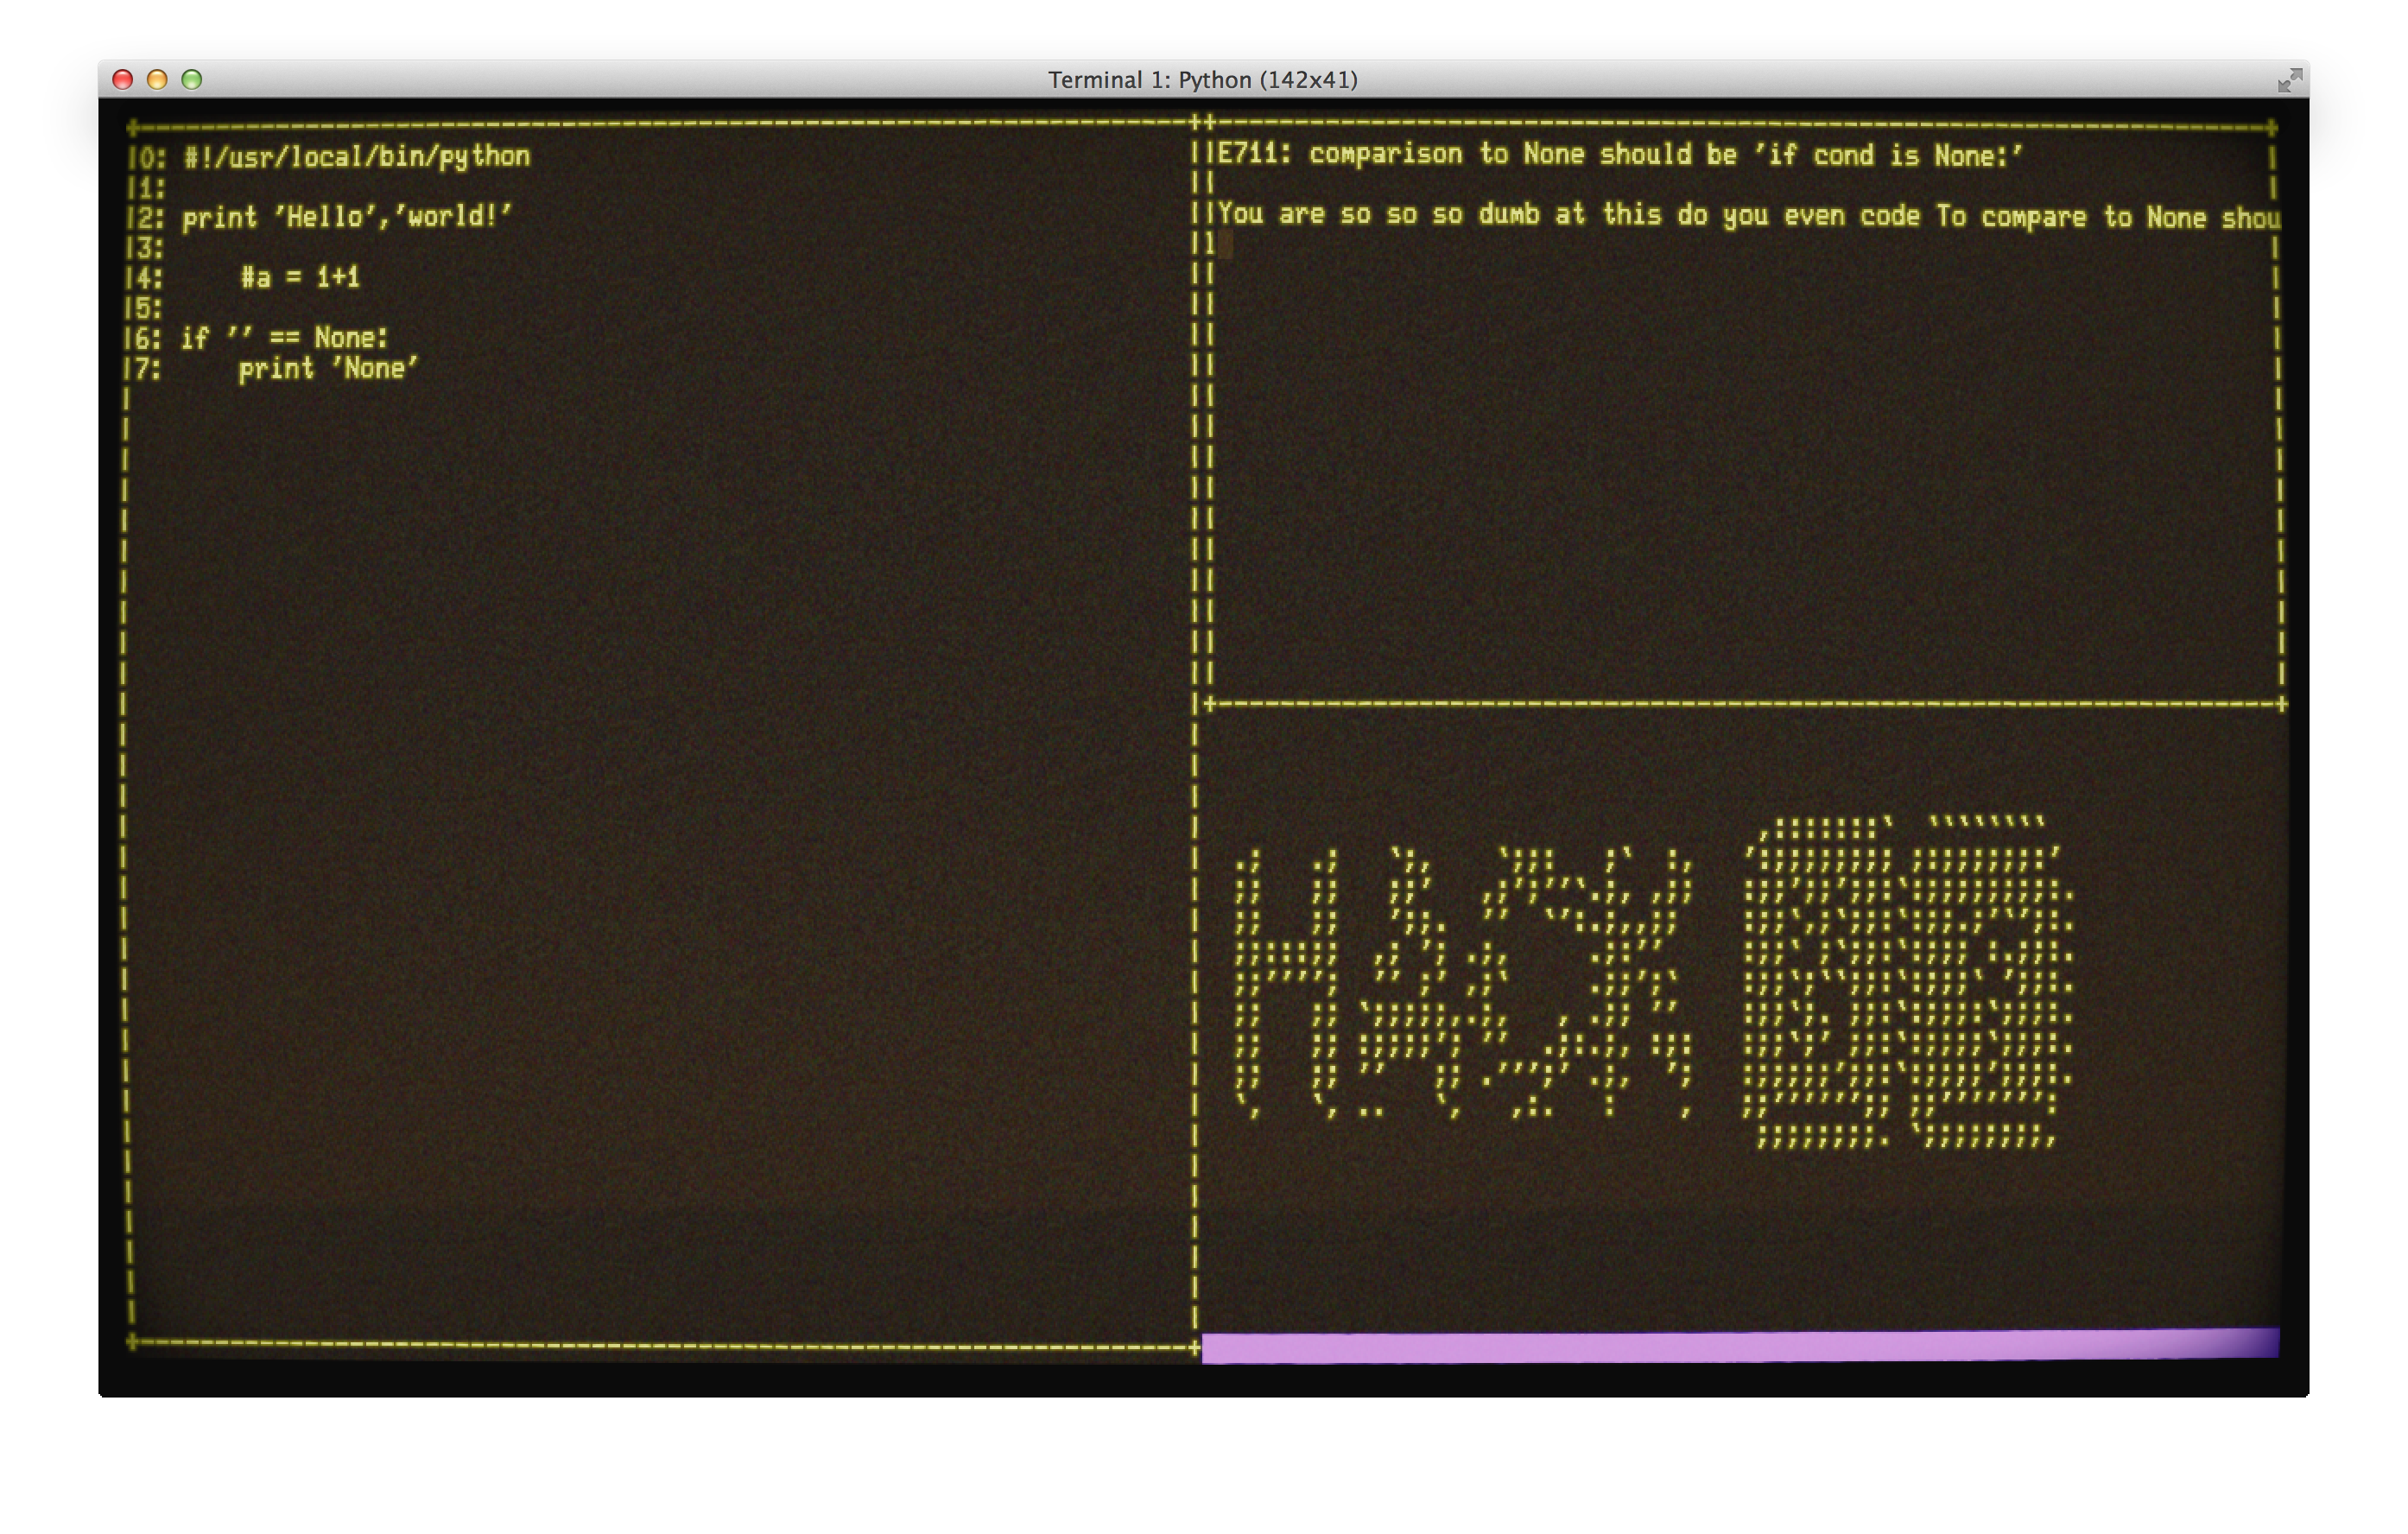 Terminal 1: Python (142x41)
0: #!/usr/local/bin/python
1:
2: print 'Hello','world!'
3:
4:     #a = 1+1
5:
6: if '' == None:
7:     print 'None'
E711: comparison to None should be 'if cond is None:'
You are so so so dumb at this do you even code To compare to None shou
l
HACK